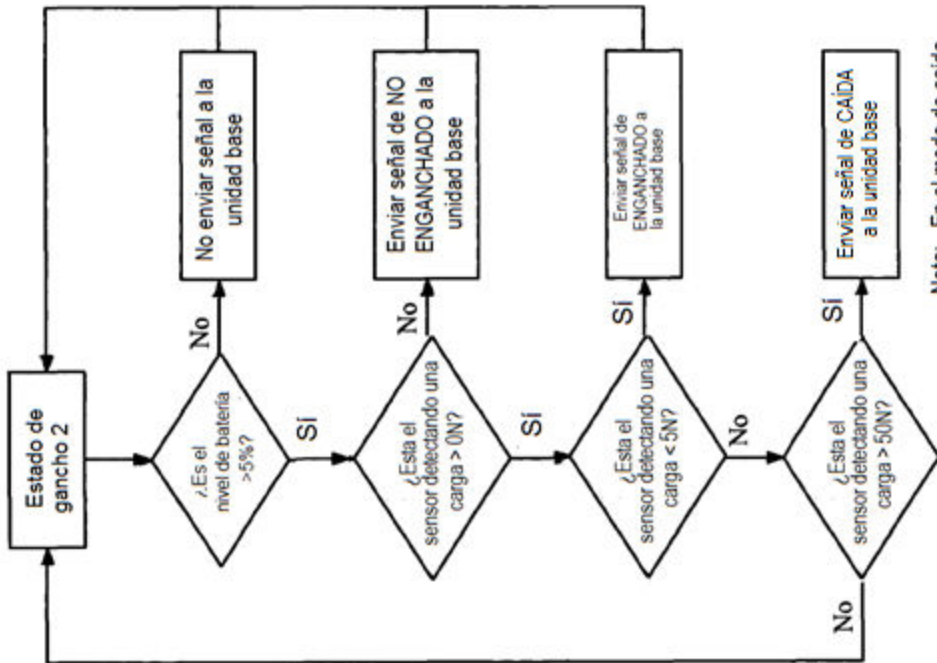 Estado de
gancho 2
¿Es el
nivel de batería
>5%?
No
No enviar señal a la
unidad base
Sí
¿Esta el
sensor detectando una
carga > 0N?
No
Enviar señal de NO
ENGANCHADO a la
unidad base
Sí
¿Esta el
sensor detectando una
carga < 5N?
Sí
Enviar señal de
ENGANCHADO a
la unidad base
No
¿Esta el
sensor detectando una
carga > 50N?
Sí
Enviar señal de CAÍDA
a la unidad base
No